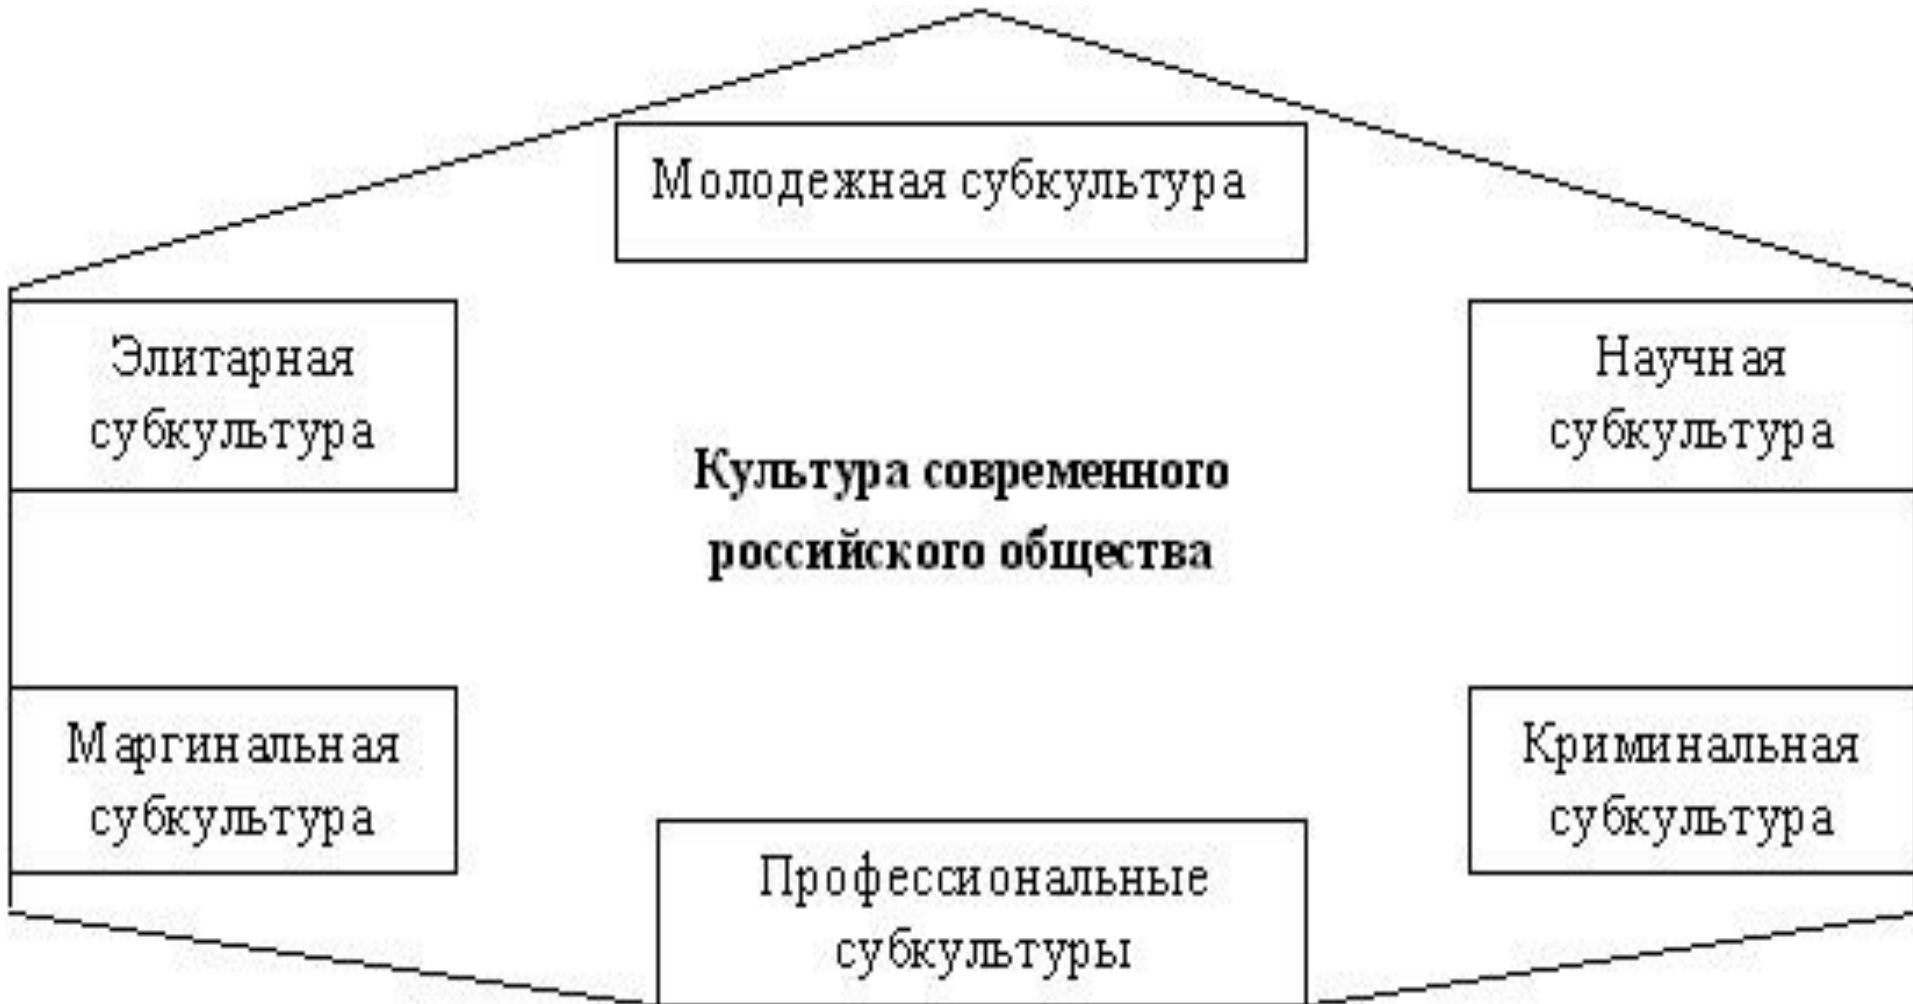 Молодежная субкультура
Элитарная
субкультура
Научная
субкультура
Культура современного
российского общества
Маргинальная
субкультура
Криминальная
субкультура
Профессиональные
субкультуры